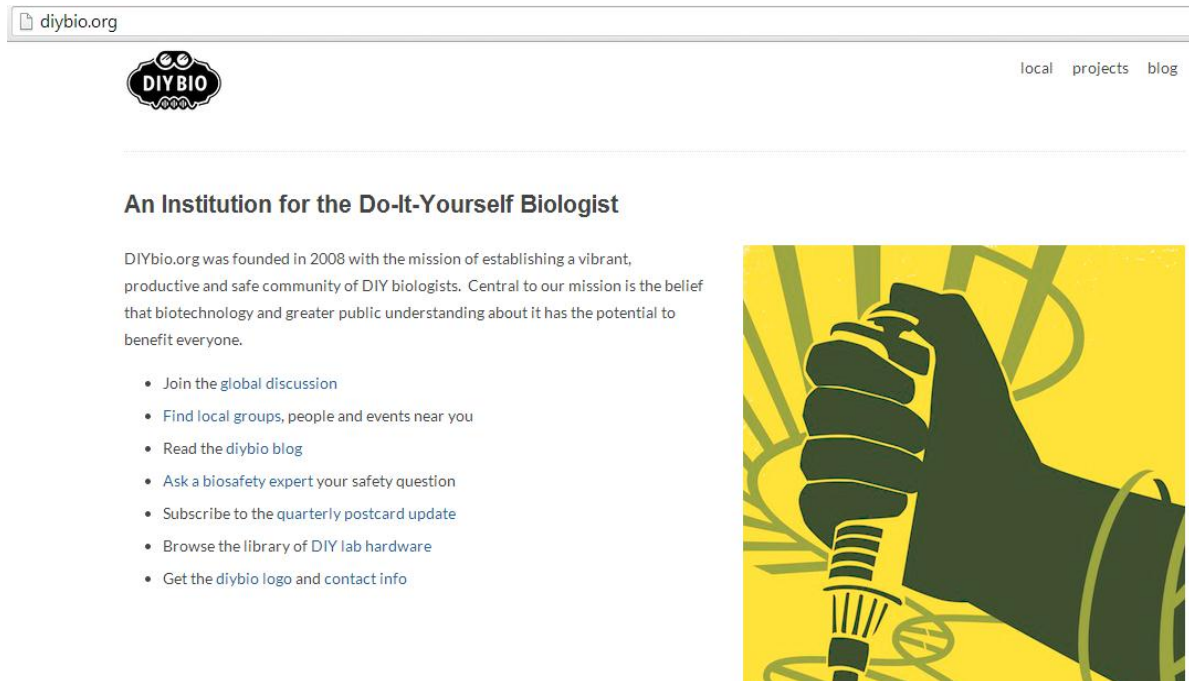 diybio.org
DIY BIO
local projects blog
An Institution for the Do-It-Yourself Biologist
DIYbio.org was founded in 2008 with the mission of establishing a vibrant,
productive and safe community of DIY biologists. Central to our mission is the belief
that biotechnology and greater public understanding about it has the potential to
benefit everyone.
• Join the global discussion
• Find local groups, people and events near you
• Read the diybio blog
• Ask a biosafety expert your safety question
• Subscribe to the quarterly postcard update
• Browse the library of DIY lab hardware
• Get the diybio logo and contact info